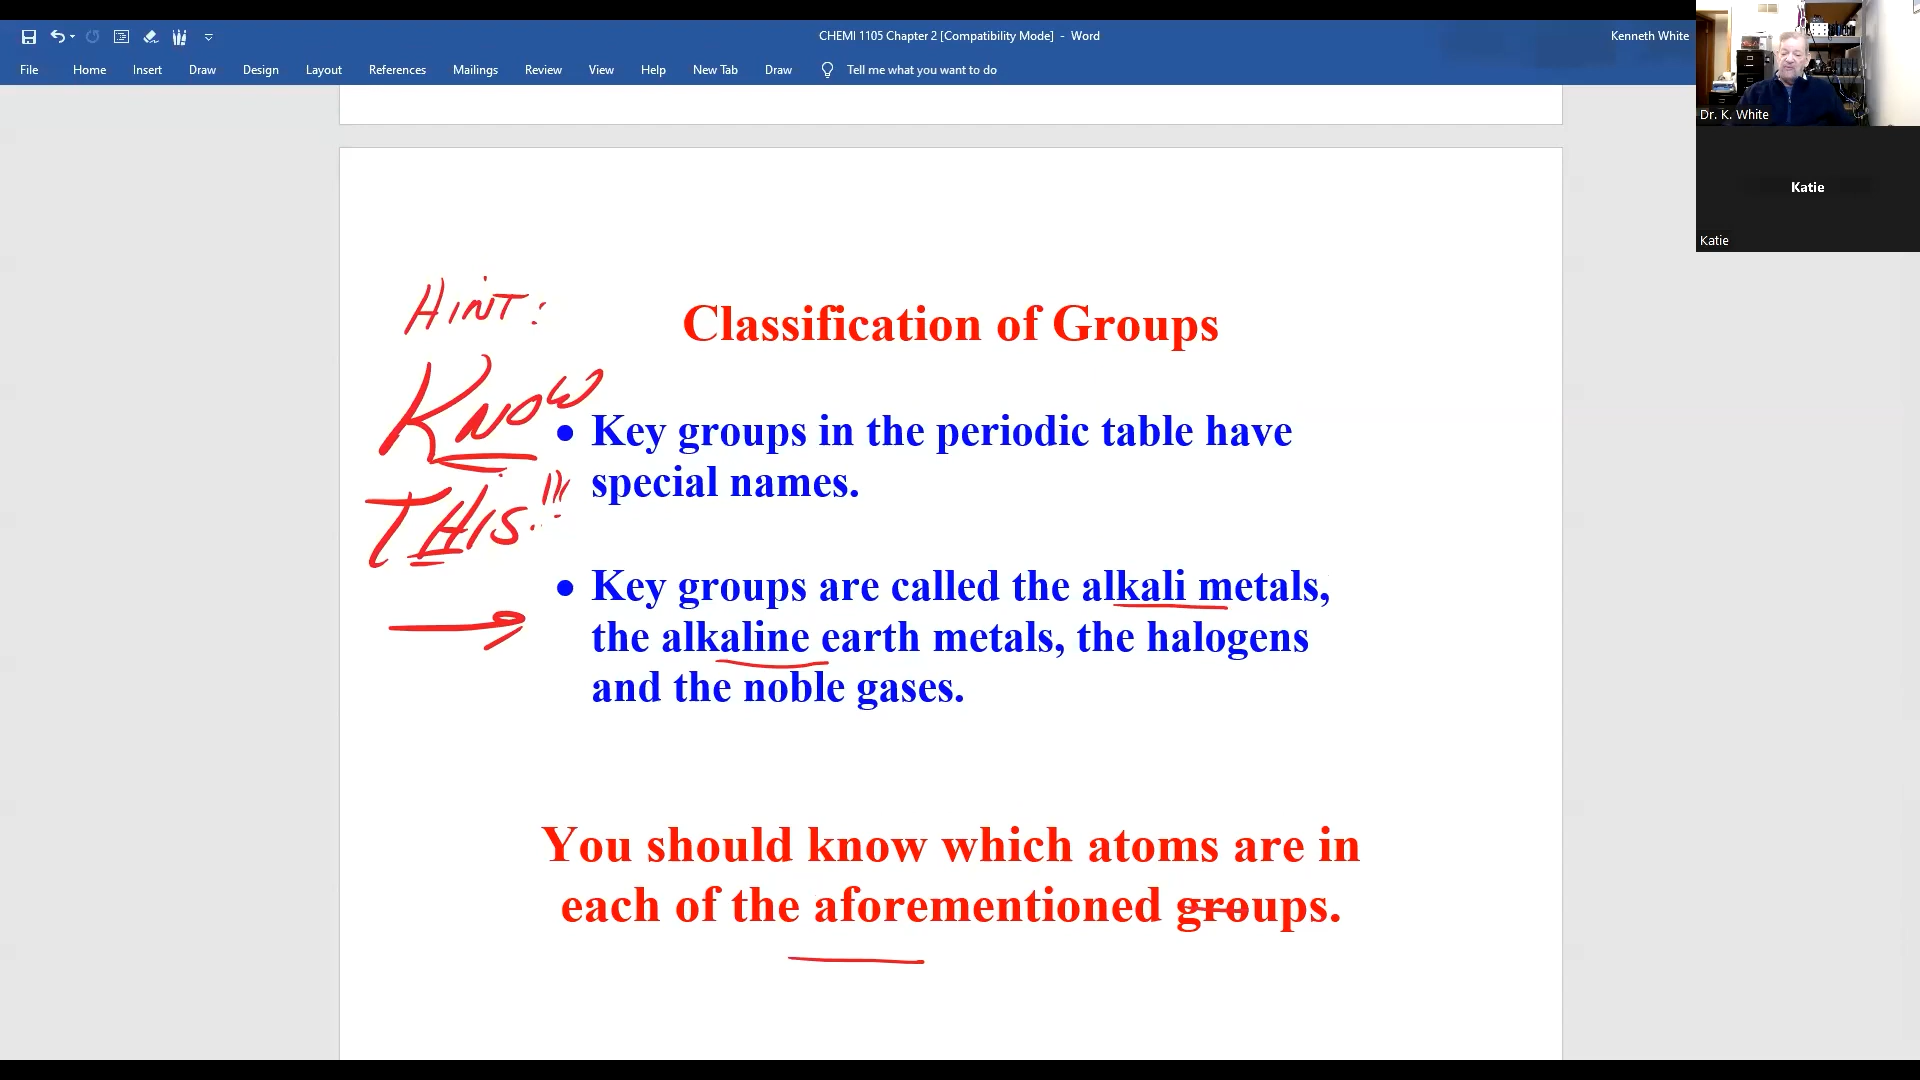 CHEMI 1105 Chapter 2 [Compatibility Mode] - Word
Kenneth White
File Home Insert Draw Design Layout References Mailings Review View Help New Tab Draw Tell me what you want to do
Dr. K. White
Katie
Katie
HINT:
KNOW
THIS!!!
Classification of Groups
• Key groups in the periodic table have
special names.
• Key groups are called the alkali metals,
the alkaline earth metals, the halogens
and the noble gases.
You should know which atoms are in
each of the aforementioned groups.